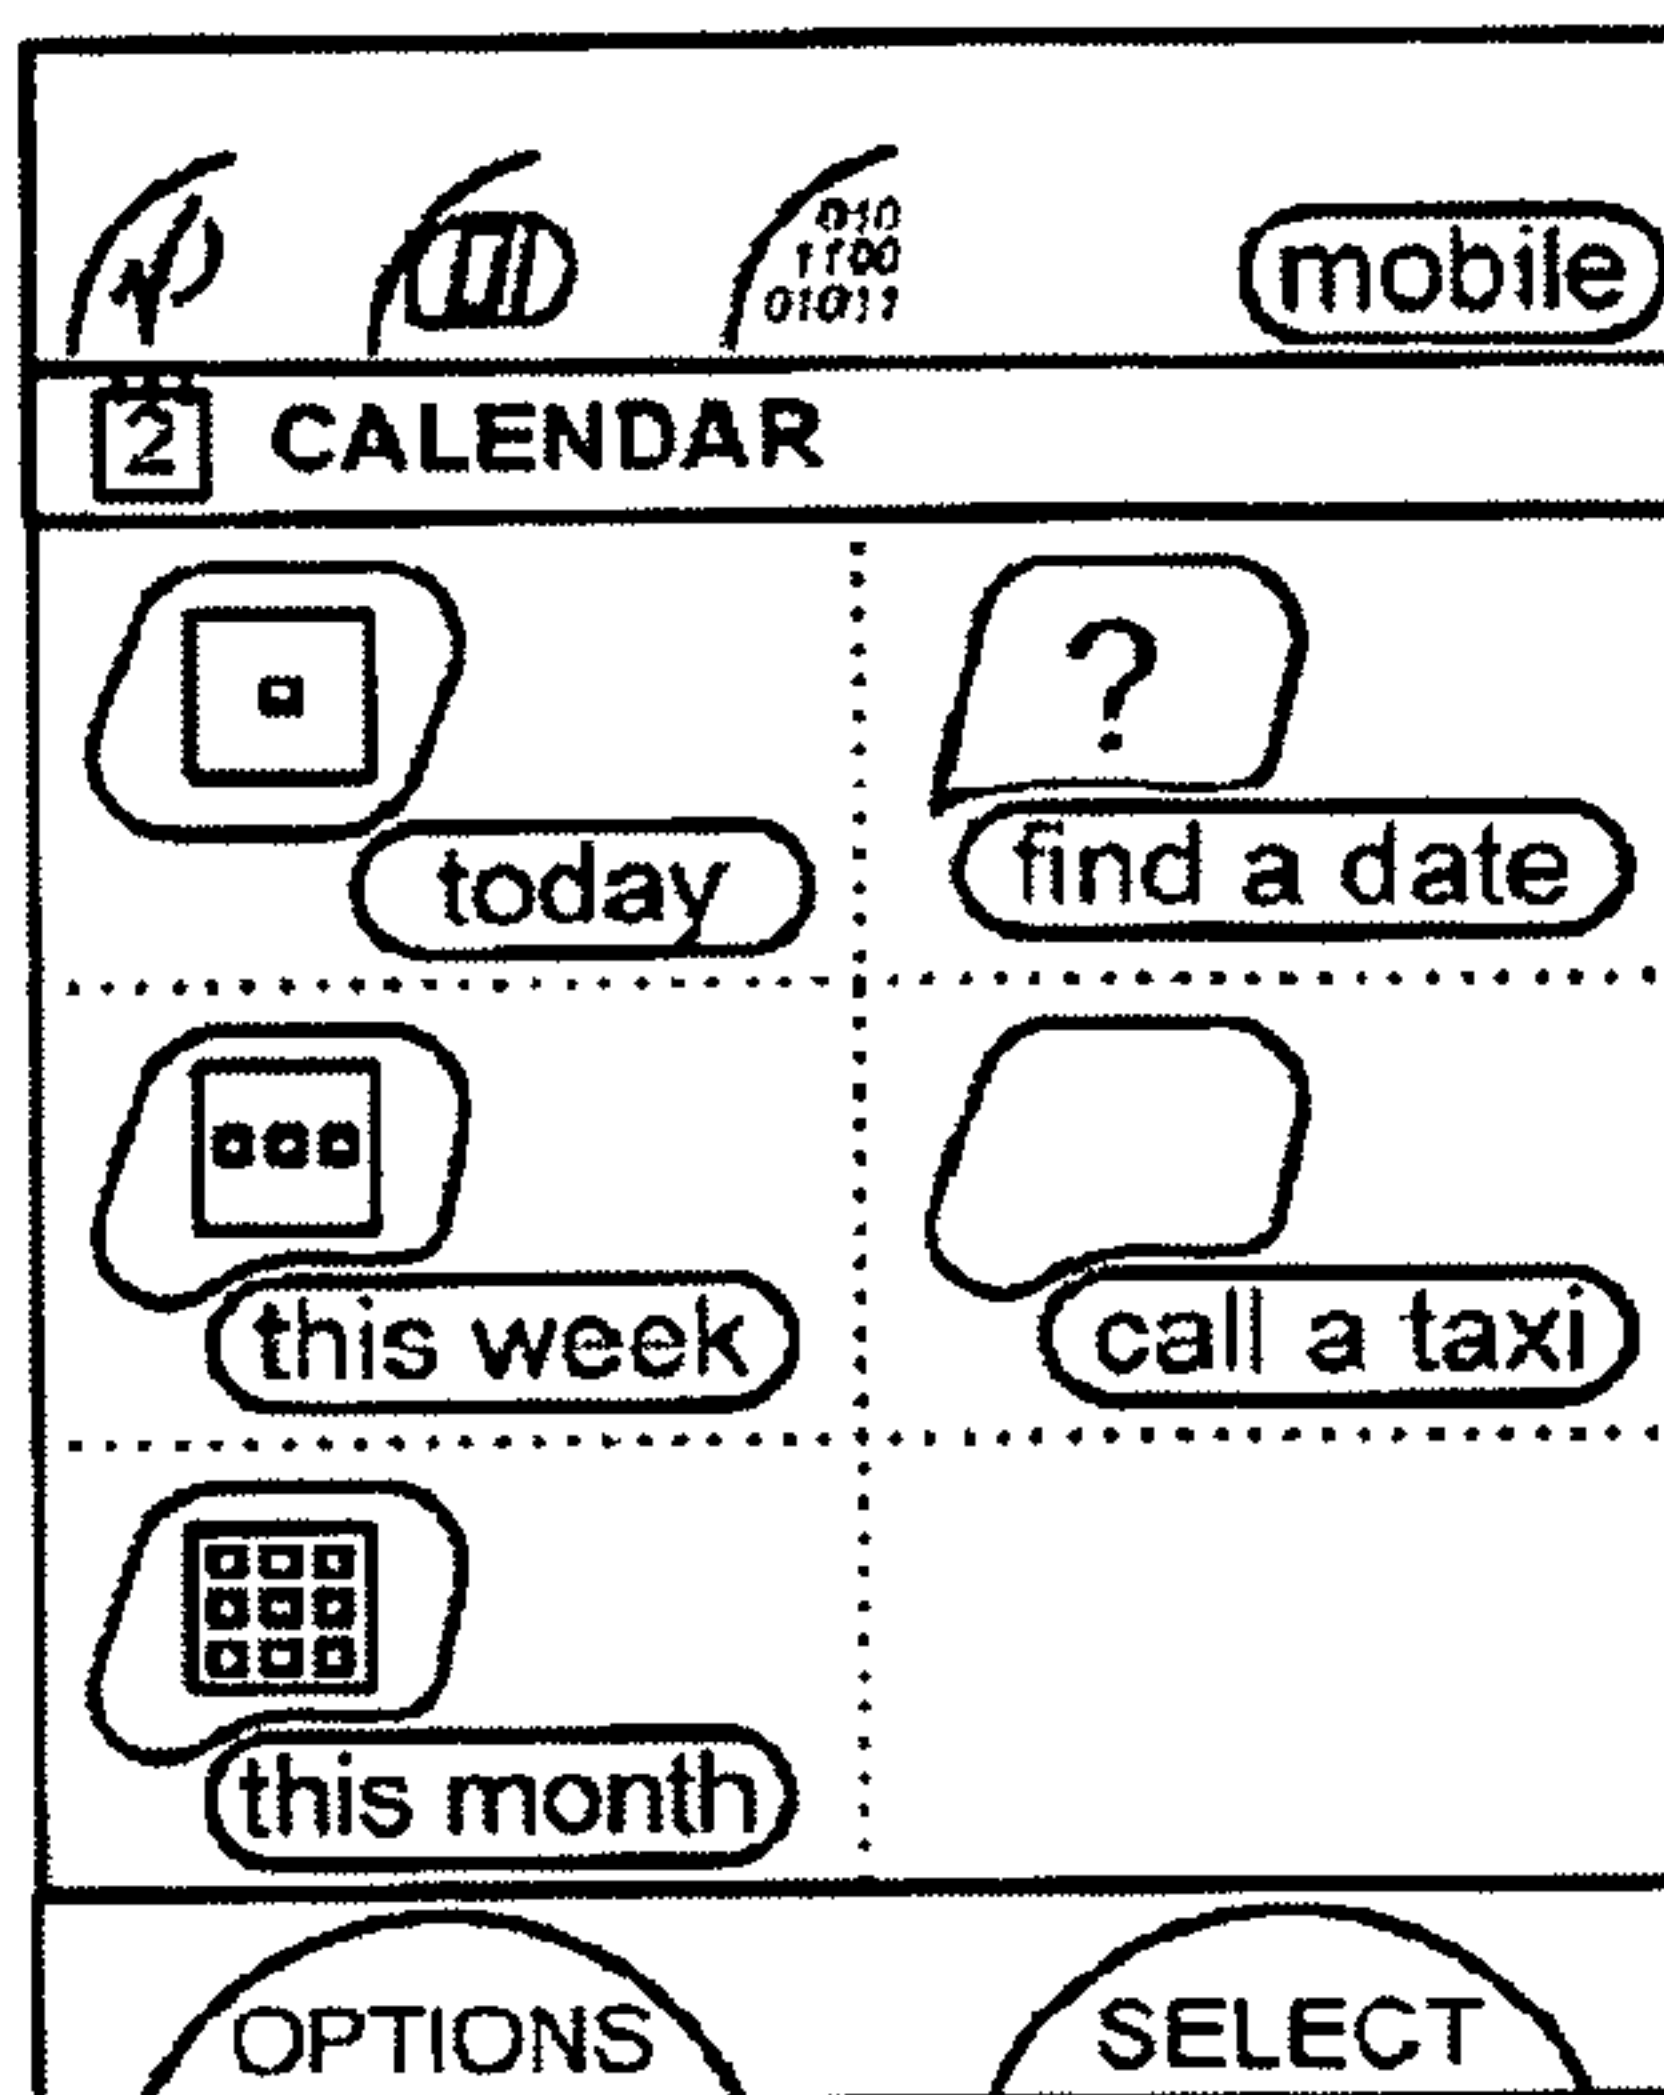 010
1100
01011
mobile
2 CALENDAR
?
today
find a date
this week
call a taxi
this month
OPTIONS
SELECT